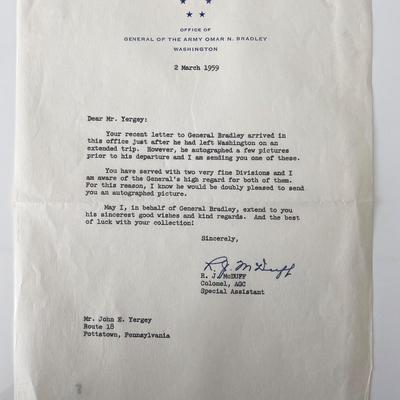 OFFICE OF
GENERAL OF THE ARMY OMAR N. BRADLEY
WASHINGTON
2 March 1959
Dear Mr. Yergey:
Your recent letter to General Bradley arrived in
this office just after he had left Washington on an
extended trip. However, he autographed a few pictures
prior to his departure and I am sending you one of these.
You have served with two very fine Divisions and I
am aware of the General's high regard for both of them.
For this reason, I know he would be doubly pleased to send
you an autographed picture.
May I, in behalf of General Bradley, extend to you
his sincerest good wishes and kind regards. And the best
of luck with your collection!
Sincerely,
R. J. McDuff
R. J. McDUFF
Colonel, AGC
Special Assistant
Mr. John E. Yergey
Route 18
Pottstown, Pennsylvania